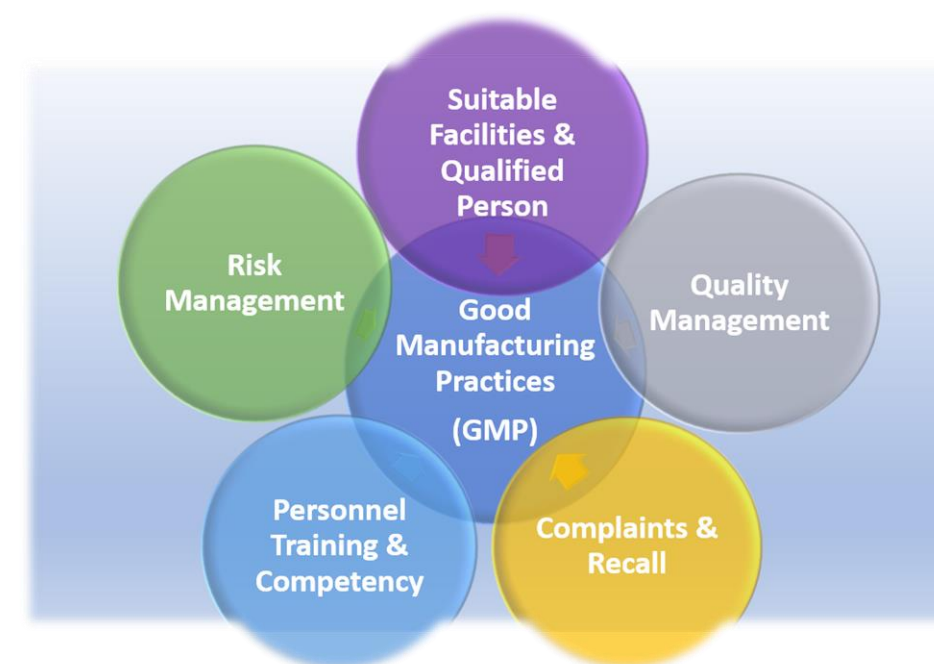 Suitable
Facilities &
Qualified
Person
Risk
Management
Quality
Management
Good
Manufacturing
Practices
(GMP)
Personnel
Training &
Competency
Complaints &
Recall